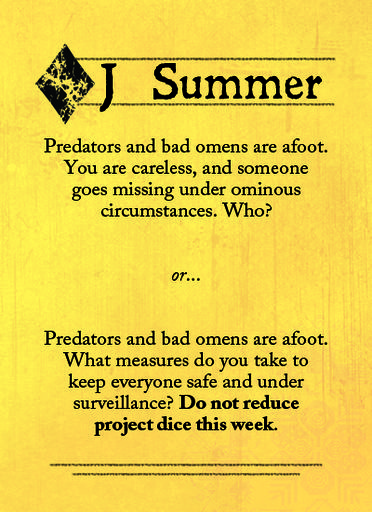 J Summer
Predators and bad omens are afoot.
You are careless, and someone
goes missing under ominous
circumstances. Who?
or...
Predators and bad omens are afoot.
What measures do you take to
keep everyone safe and under
surveillance? Do not reduce
project dice this week.